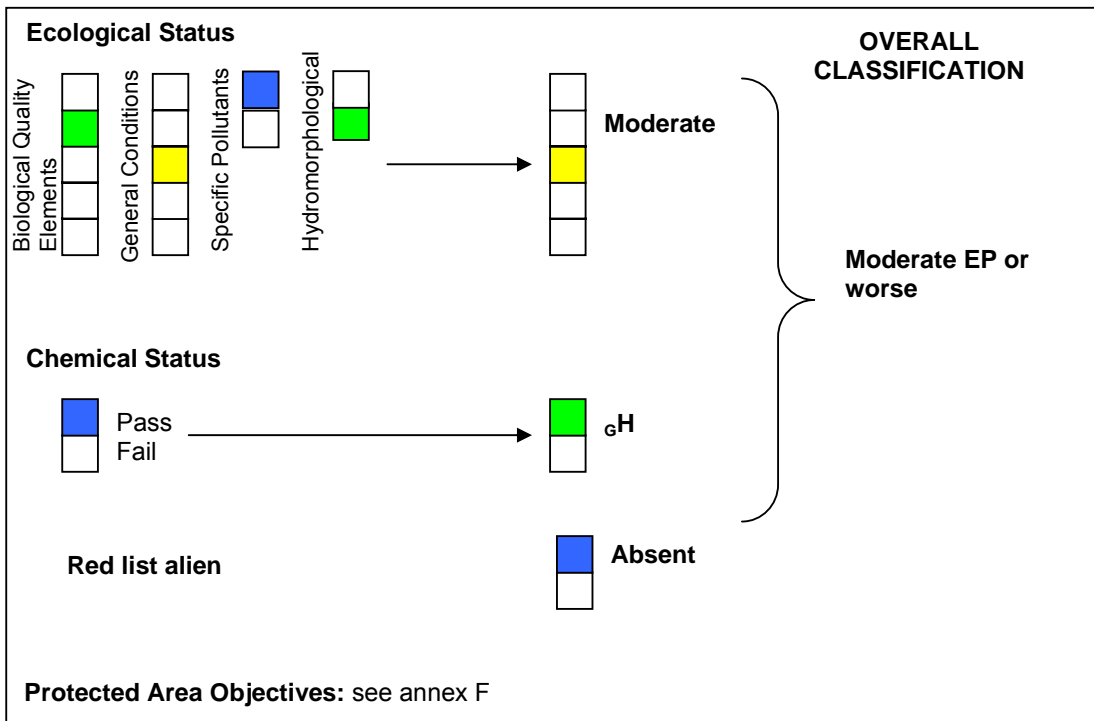 Ecological Status
OVERALL
CLASSIFICATION
Biological Quality
Elements
General Conditions
Specific Pollutants
Hydromorphological
Moderate
Moderate EP or
worse
Chemical Status
Pass
Fail
GH
Red list alien
Absent
Protected Area Objectives: see annex F